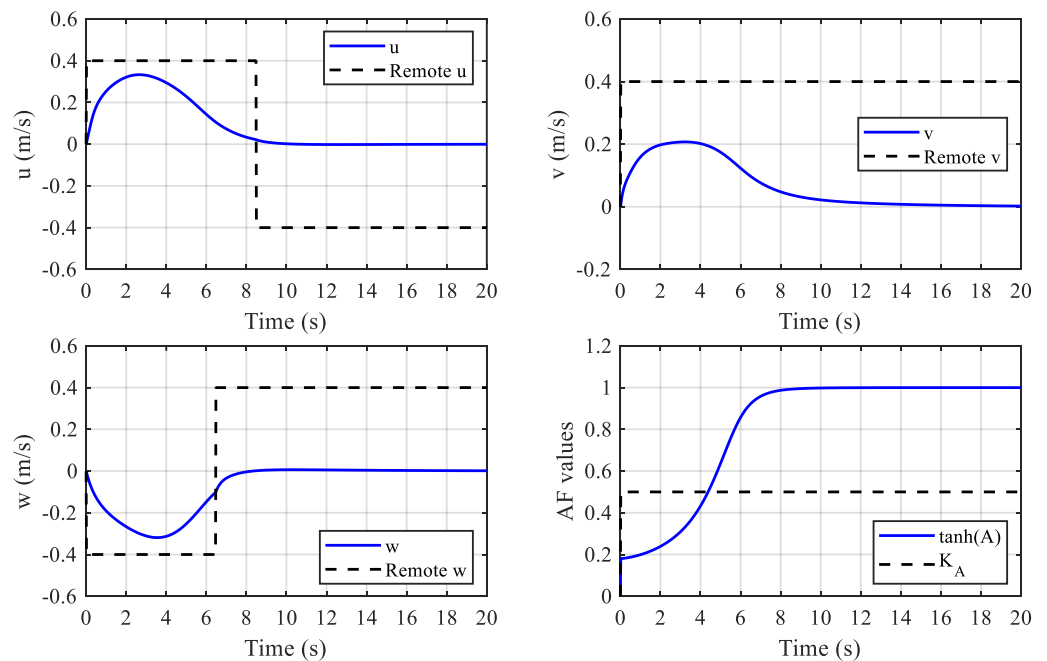 0.6
0.4
0.2
0
-0.2
-0.4
-0.6
u (m/s)
u
Remote u
0 2 4 6 8 10 12 14 16 18 20
Time (s)
0.6
0.4
0.2
0
-0.2
v (m/s)
v
Remote v
0 2 4 6 8 10 12 14 16 18 20
Time (s)
0.6
0.4
0.2
0
-0.2
-0.4
-0.6
w (m/s)
w
Remote w
0 2 4 6 8 10 12 14 16 18 20
Time (s)
1.2
1
0.8
0.6
0.4
0.2
0
AF values
tanh(A)
K_A
0 2 4 6 8 10 12 14 16 18 20
Time (s)